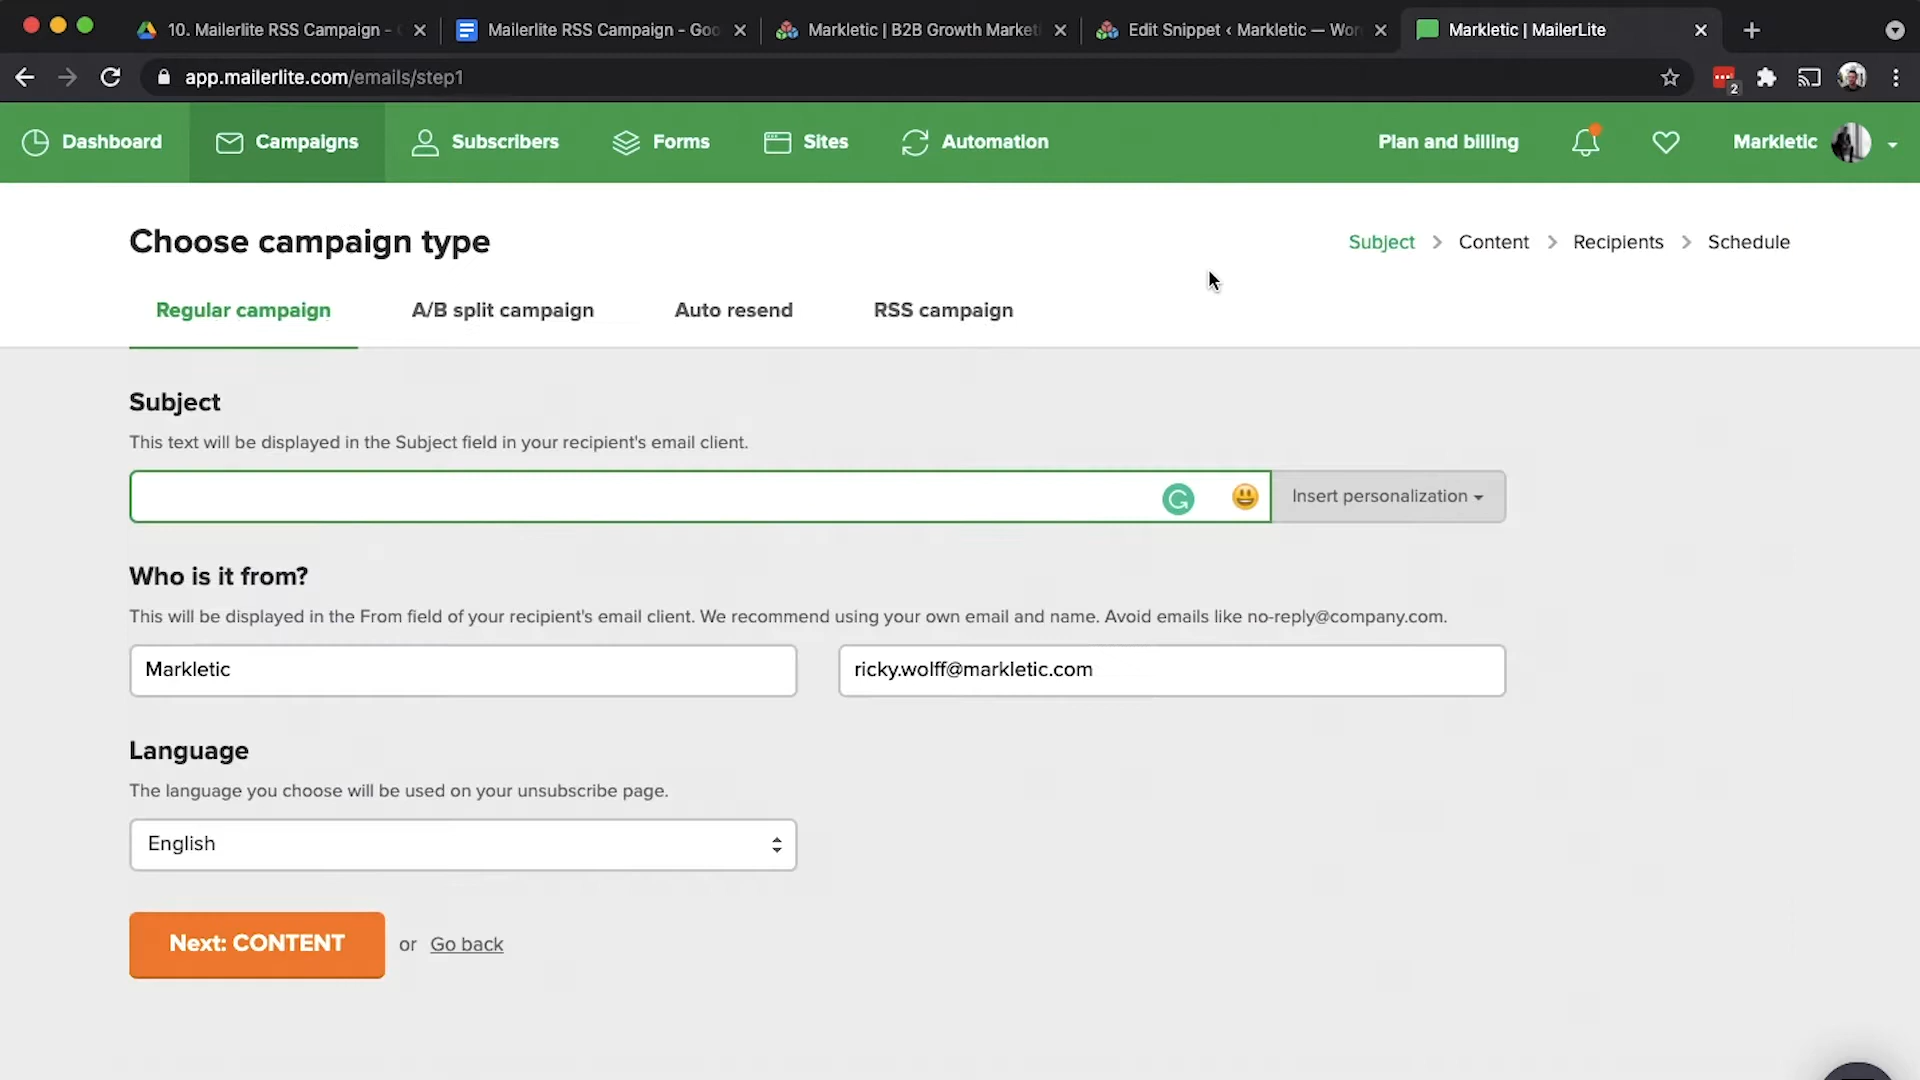 10. Mailerlite RSS Campaign -
Mailerlite RSS Campaign - Goo
Markletic | B2B Growth Market
Edit Snippet ‹ Markletic — Wor
Markletic | MailerLite
app.mailerlite.com/emails/step1
2
Dashboard
Campaigns
Subscribers
Forms
Sites
Automation
Plan and billing
Markletic
Choose campaign type
Subject > Content > Recipients > Schedule
Regular campaign
A/B split campaign
Auto resend
RSS campaign
Subject
This text will be displayed in the Subject field in your recipient's email client.
Insert personalization
Who is it from?
This will be displayed in the From field of your recipient's email client. We recommend using your own email and name. Avoid emails like no-reply@company.com.
Markletic
ricky.wolff@markletic.com
Language
The language you choose will be used on your unsubscribe page.
English
Next: CONTENT
or Go back